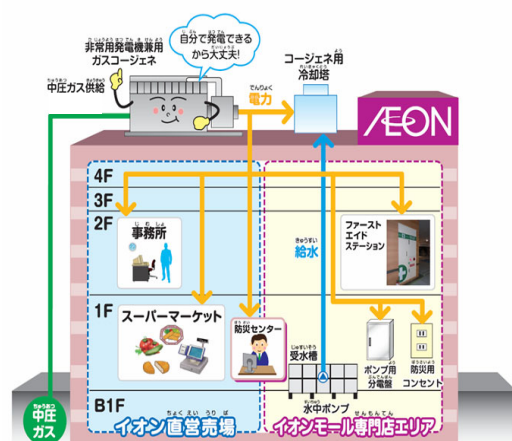 非常用発電機兼用
ガスコージェネ
自分で発電できる
から大丈夫!
コージェネ用
冷却塔
中圧ガス供給
電力
ÆON
4F
3F
2F
事務所
ファースト
エイド
ステーション
給水
1F
スーパーマーケット
防災センター
受水槽
ポンプ用
分電盤
防災用
コンセント
B1F
水中ポンプ
中圧
ガス
イオン直営売場
イオンモール専門店エリア